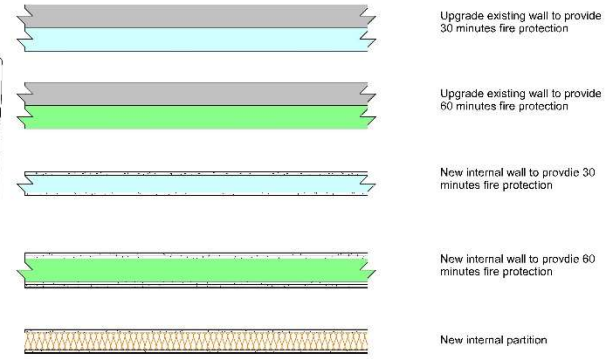 Upgrade existing wall to provide
30 minutes fire protection
Upgrade existing wall to provide
60 minutes fire protection
New internal wall to provdie 30
minutes fire protection
New internal wall to provdie 60
minutes fire protection
New internal partition